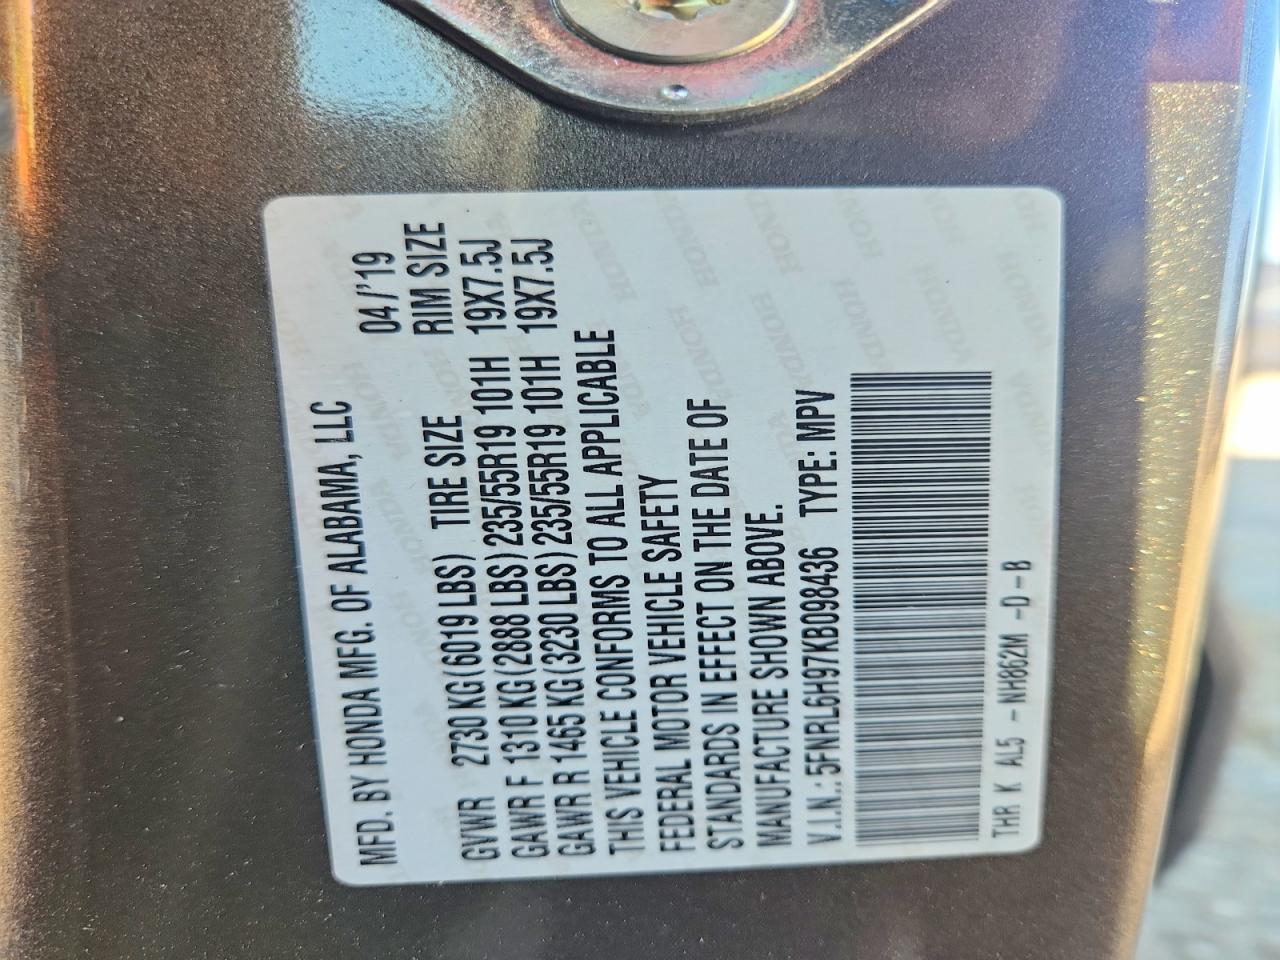 MFD. BY HONDA MFG. OF ALABAMA, LLC 04/'19
TIRE SIZE RIM SIZE
GVWR 2730 KG (6019 LBS)
GAWR F 1310 KG (2888 LBS) 235/55R19 101H 19X7.5J
GAWR R 1465 KG (3230 LBS) 235/55R19 101H 19X7.5J
THIS VEHICLE CONFORMS TO ALL APPLICABLE
FEDERAL MOTOR VEHICLE SAFETY
STANDARDS IN EFFECT ON THE DATE OF
MANUFACTURE SHOWN ABOVE.
V.I.N.: 5FNRL6H97KB098436 TYPE: MPV
THR K AL5 - NH862M - D - B